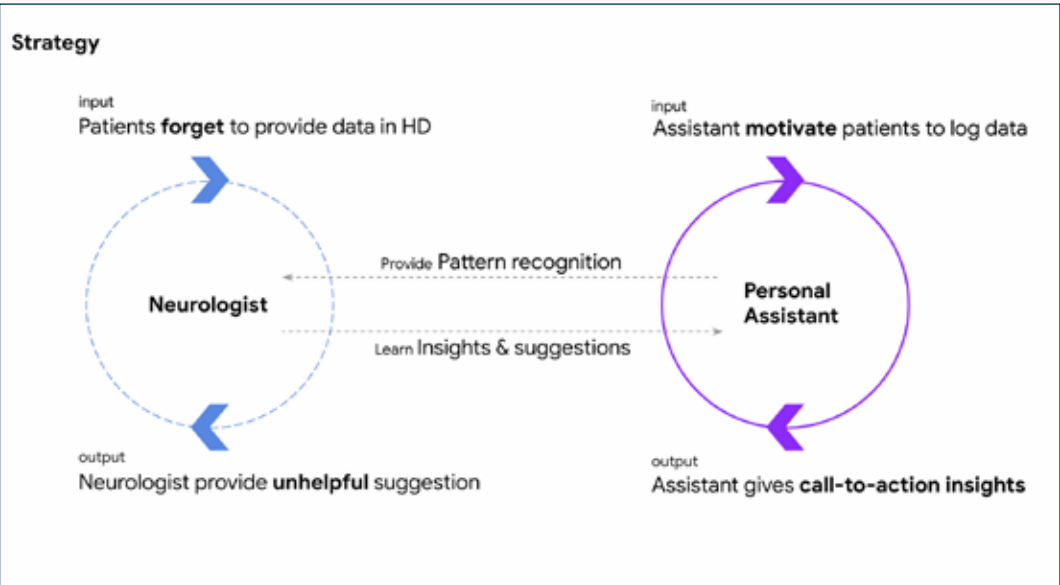 Strategy
input
Patients forget to provide data in HD
input
Assistant motivate patients to log data
Provide Pattern recognition
Neurologist
Personal
Assistant
Learn Insights & suggestions
output
Neurologist provide unhelpful suggestion
output
Assistant gives call-to-action insights